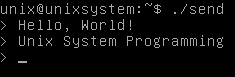 unix@unixsystem:~$ ./send
> Hello, World!
> Unix System Programming
> _